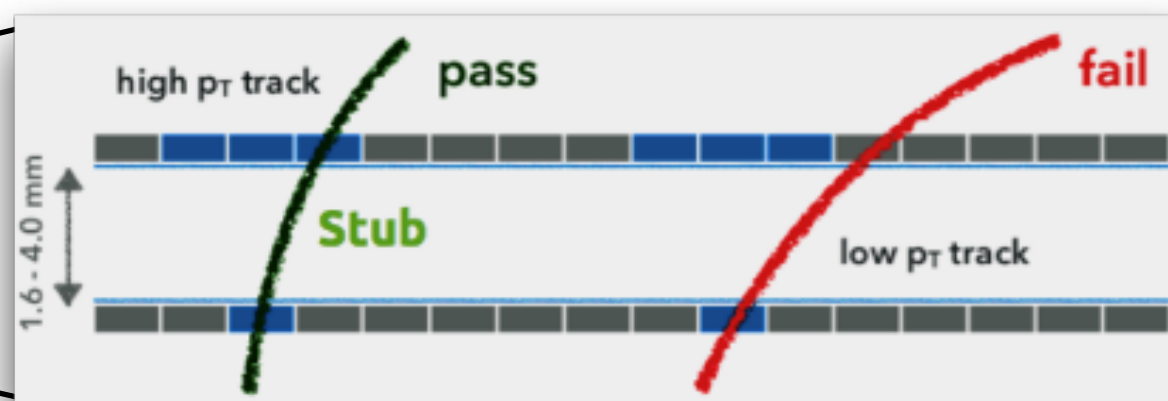 high pT track
pass
fail
1.6 - 4.0 mm
Stub
low pT track